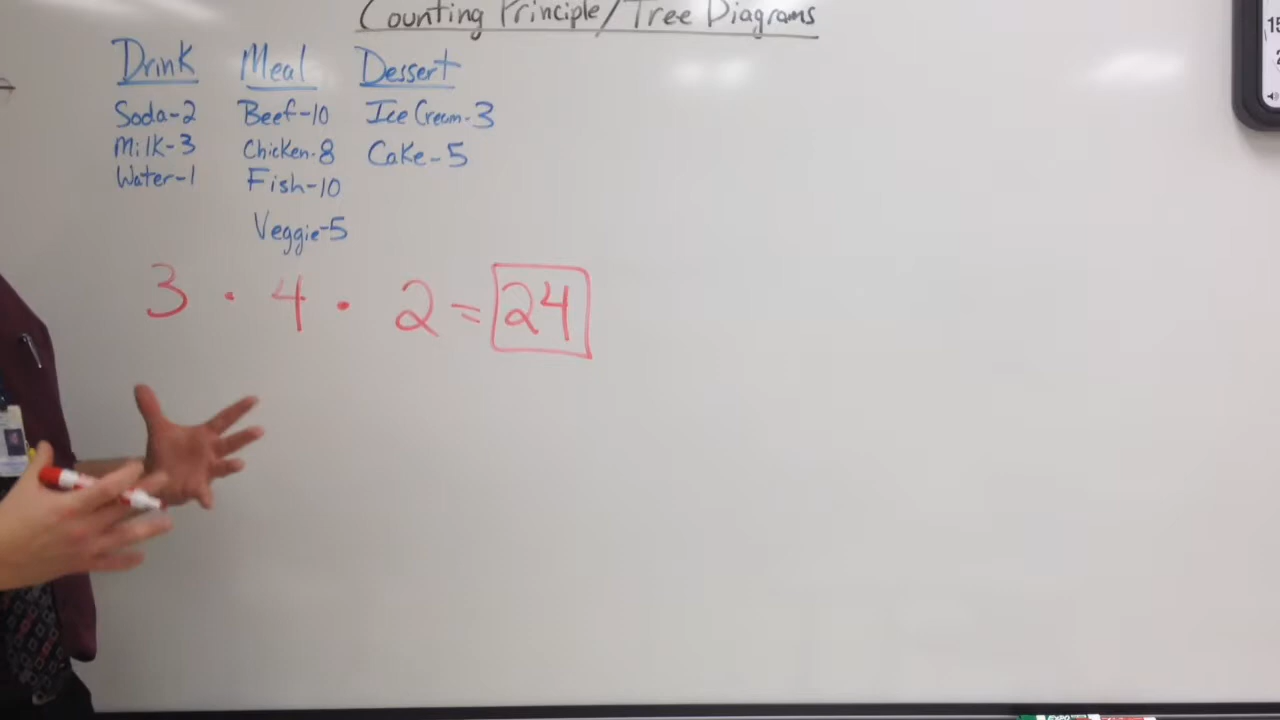 Counting Principle/Tree Diagrams
Drink Meal Dessert
Soda-2 Beef-10 Ice Cream-3
Milk-3 Chicken-8 Cake-5
Water-1 Fish-10
Veggie-5
3 · 4 · 2 = 24